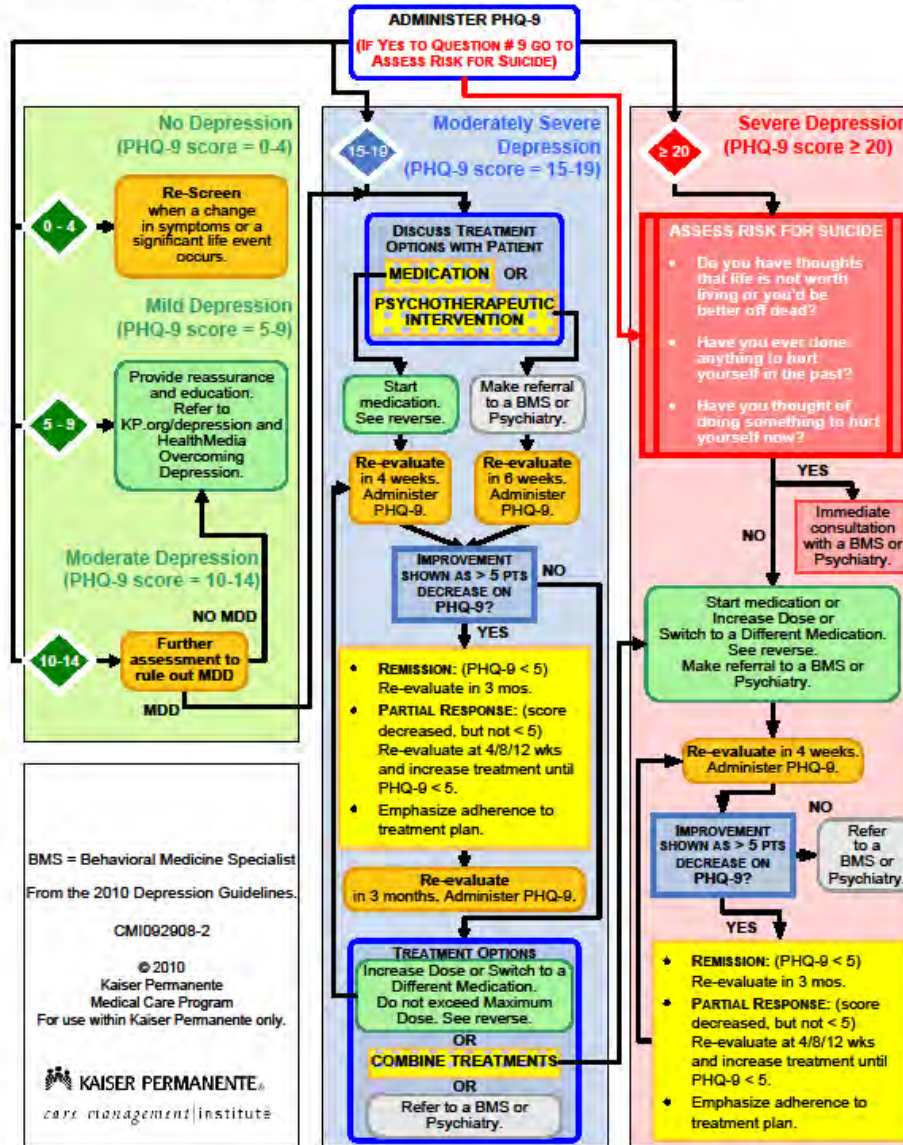 ADMINISTER PHQ-9
(IF YES TO QUESTION # 9 GO TO
ASSESS RISK FOR SUICIDE)
No Depression
(PHQ-9 score = 0-4)
0 - 4
Re-Screen
when a change
in symptoms or a
significant life event
occurs.
Mild Depression
(PHQ-9 score = 5-9)
5 - 9
Provide reassurance
and education.
Refer to
KP.org/depression and
HealthMedia
Overcoming
Depression.
Moderate Depression
(PHQ-9 score = 10-14)
NO MDD
10-14
Further
assessment to
rule out MDD
MDD
BMS = Behavioral Medicine Specialist
From the 2010 Depression Guidelines.
CMI092908-2
© 2010
Kaiser Permanente
Medical Care Program
For use within Kaiser Permanente only.
KAISER PERMANENTE®
care management|institute
15-19
Moderately Severe
Depression
(PHQ-9 score = 15-19)
DISCUSS TREATMENT
OPTIONS WITH PATIENT
MEDICATION OR
PSYCHOTHERAPEUTIC
INTERVENTION
Start
medication.
See reverse.
Make referral
to a BMS or
Psychiatry.
Re-evaluate
in 4 weeks.
Administer
PHQ-9.
Re-evaluate
in 6 weeks.
Administer
PHQ-9.
IMPROVEMENT
SHOWN AS > 5 PTS
DECREASE ON
PHQ-9?
NO
YES
• REMISSION: (PHQ-9 < 5)
Re-evaluate in 3 mos.
• PARTIAL RESPONSE: (score
decreased, but not < 5)
Re-evaluate at 4/8/12 wks
and increase treatment until
PHQ-9 < 5.
• Emphasize adherence to
treatment plan.
Re-evaluate
in 3 months. Administer PHQ-9.
TREATMENT OPTIONS
Increase Dose or Switch to a
Different Medication.
Do not exceed Maximum
Dose. See reverse.
OR
COMBINE TREATMENTS
OR
Refer to a BMS or
Psychiatry.
≥ 20
Severe Depression
(PHQ-9 score ≥ 20)
ASSESS RISK FOR SUICIDE
• Do you have thoughts
that life is not worth
living or you'd be
better off dead?
• Have you ever done
anything to hurt
yourself in the past?
• Have you thought of
doing something to hurt
yourself now?
YES
NO
Immediate
consultation
with a BMS or
Psychiatry.
Start medication or
Increase Dose or
Switch to a Different Medication.
See reverse.
Make referral to a BMS or
Psychiatry.
Re-evaluate in 4 weeks.
Administer PHQ-9.
IMPROVEMENT
SHOWN AS > 5 PTS
DECREASE ON
PHQ-9?
NO
Refer
to a
BMS or
Psychiatry.
YES
• REMISSION: (PHQ-9 < 5)
Re-evaluate in 3 mos.
• PARTIAL RESPONSE: (score
decreased, but not < 5)
Re-evaluate at 4/8/12 wks
and increase treatment until
PHQ-9 < 5.
• Emphasize adherence to
treatment plan.